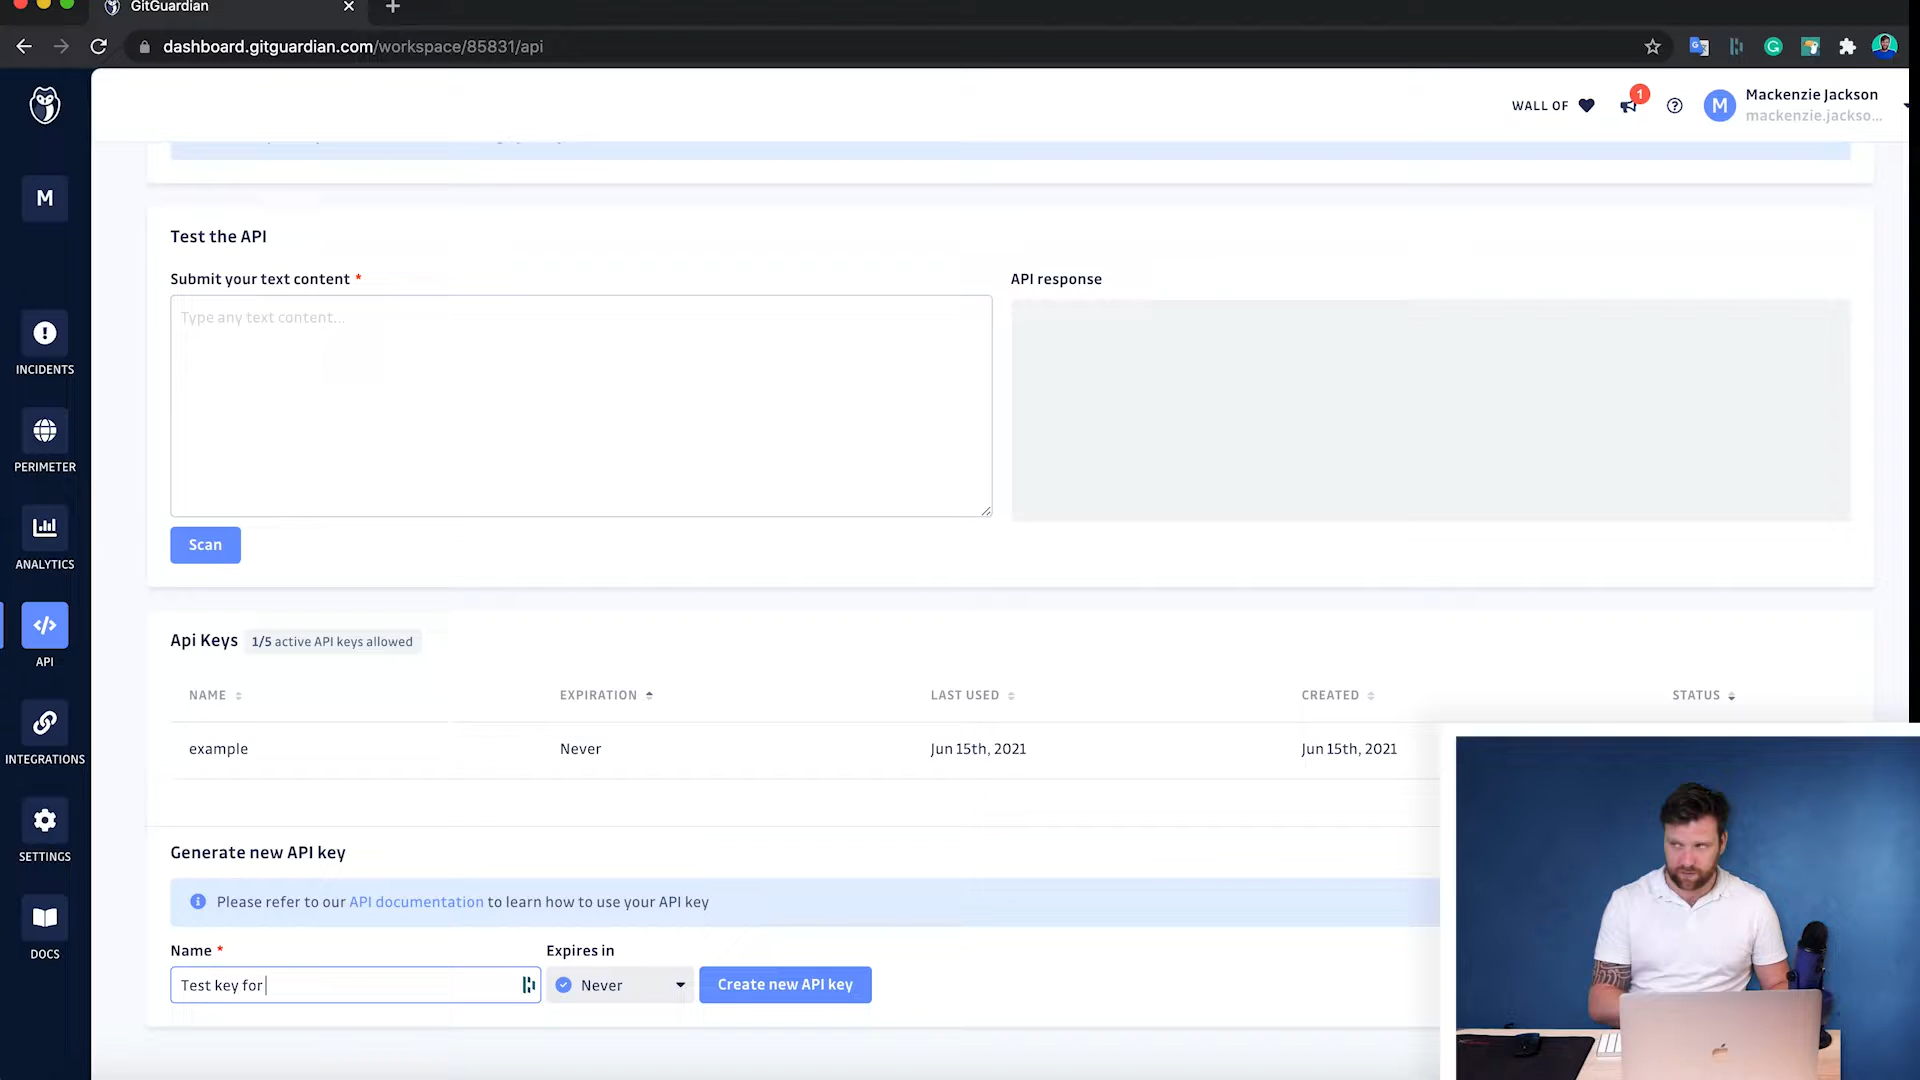 GitGuardian
dashboard.gitguardian.com/workspace/85831/api
WALL OF
1
M
Mackenzie Jackson
mackenzie.jackso...
M
INCIDENTS
PERIMETER
ANALYTICS
API
INTEGRATIONS
SETTINGS
DOCS
Test the API
Submit your text content *
API response
Type any text content...
Scan
Api Keys 1/5 active API keys allowed
NAME EXPIRATION LAST USED CREATED STATUS
example Never Jun 15th, 2021 Jun 15th, 2021
Generate new API key
Please refer to our API documentation to learn how to use your API key
Name * Expires in
Test key for Never Create new API key